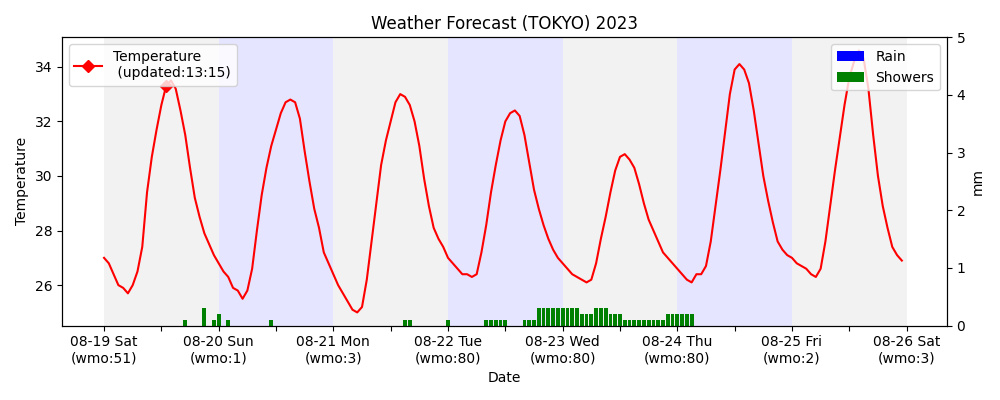 Weather Forecast (TOKYO) 2023
Temperature
(updated:13:15)
Rain
Showers
34
32
30
28
26
Temperature
5
4
3
2
1
0
mm
08-19 Sat 08-20 Sun 08-21 Mon 08-22 Tue 08-23 Wed 08-24 Thu 08-25 Fri 08-26 Sat
(wmo:51) (wmo:1) (wmo:3) (wmo:80) (wmo:80) (wmo:80) (wmo:2) (wmo:3)
Date